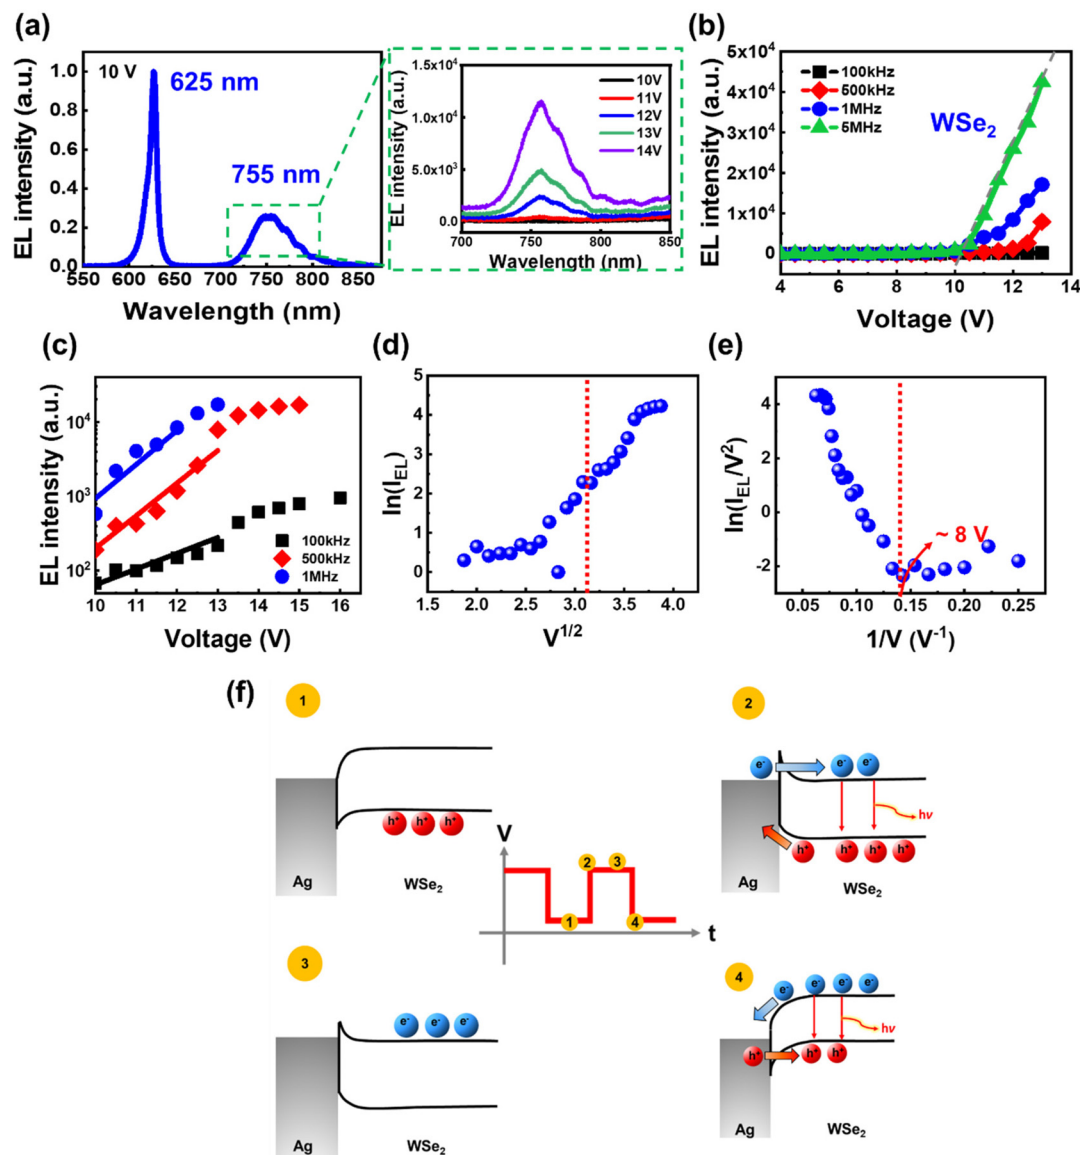 (a)
10 V
625 nm
755 nm
EL intensity (a.u.)
1.0
0.8
0.6
0.4
0.2
0.0
550 600 650 700 750 800 850
Wavelength (nm)
EL intensity (a.u.)
1.5x10⁴
1.0x10⁴
5.0x10³
0.0
700 750 800 850
Wavelength (nm)
10V
11V
12V
13V
14V
(b)
EL intensity (a.u.)
5x10⁴
4x10⁴
3x10⁴
2x10⁴
1x10⁴
0
4 6 8 10 12 14
Voltage (V)
100kHz
500kHz
1MHz
5MHz
WSe₂
(c)
EL intensity (a.u.)
10⁴
10³
10²
10 11 12 13 14 15 16
Voltage (V)
100kHz
500kHz
1MHz
(d)
ln(I_EL)
5
4
3
2
1
0
1.5 2.0 2.5 3.0 3.5 4.0
V^1/2
(e)
ln(I_EL/V²)
4
2
0
-2
0.05 0.10 0.15 0.20 0.25
1/V (V⁻¹)
~ 8 V
(f)
1
h⁺ h⁺ h⁺
Ag
WSe₂
2
e⁻ e⁻ e⁻
hν
h⁺ h⁺ h⁺ h⁺
Ag
WSe₂
V
2 3
1 4
t
3
e⁻ e⁻ e⁻
Ag
WSe₂
4
e⁻ e⁻ e⁻ e⁻
hν
h⁺ h⁺ h⁺
Ag
WSe₂